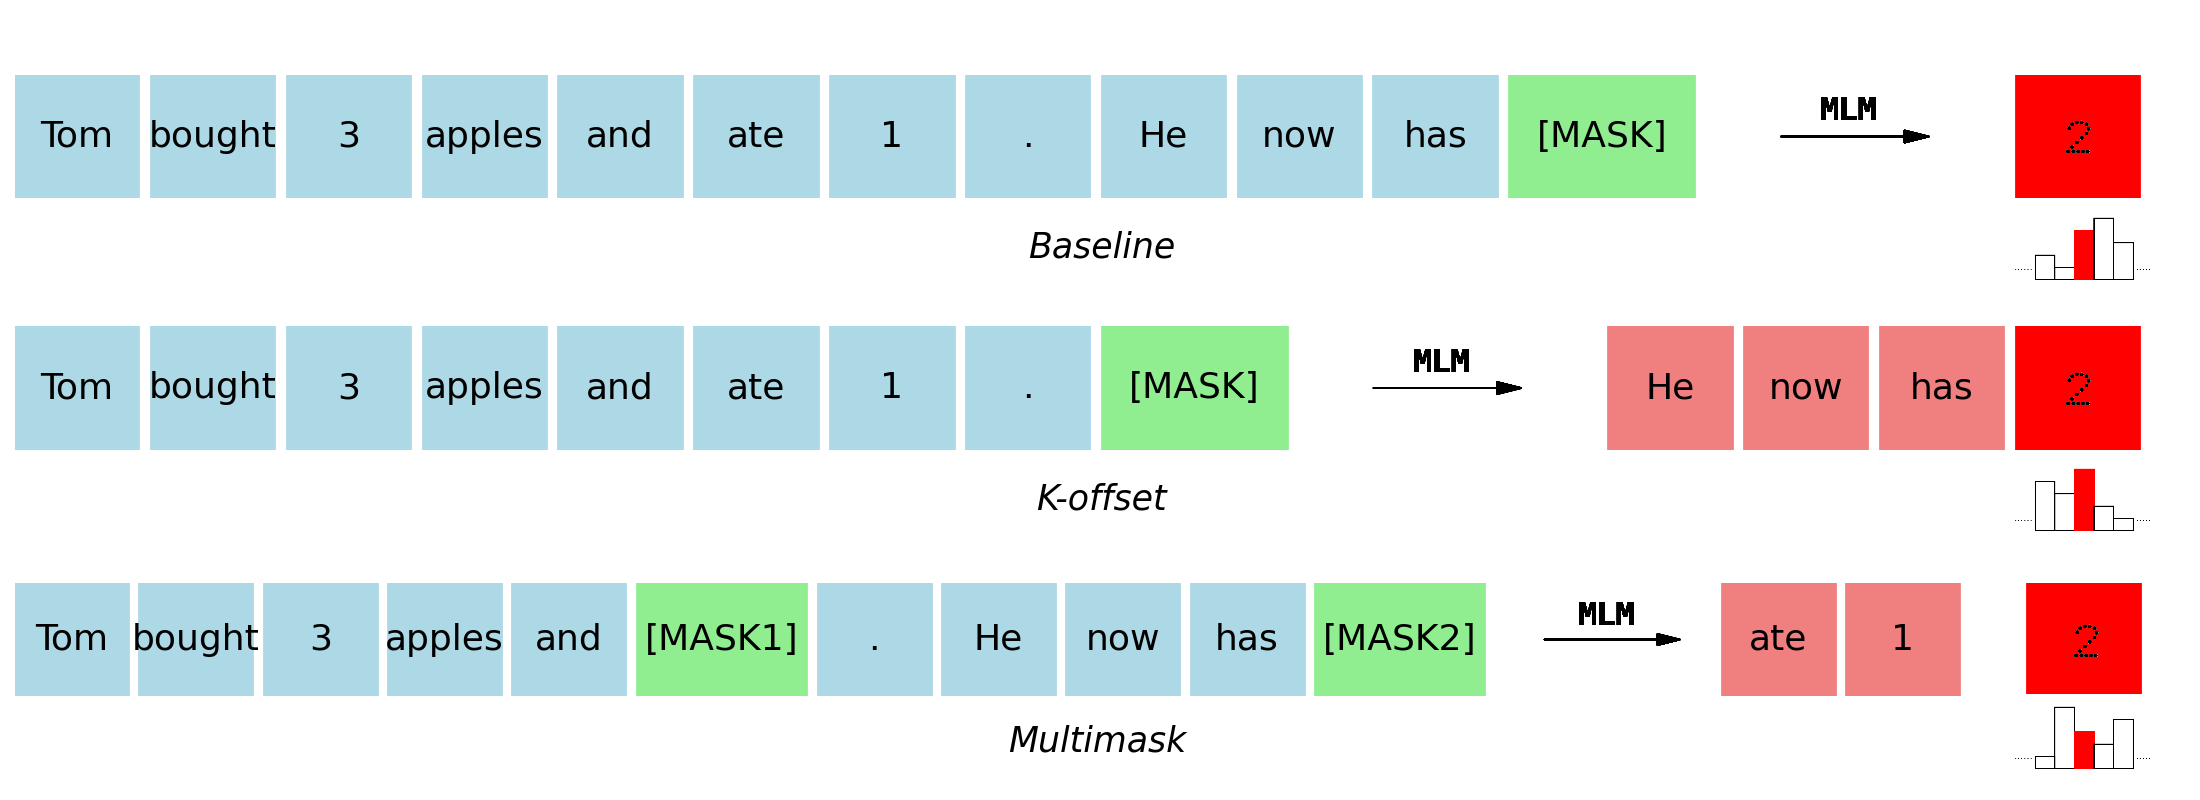 Tom bought 3 apples and ate 1 . He now has [MASK] MLM 2
Baseline
Tom bought 3 apples and ate 1 . [MASK] MLM He now has 2
K-offset
Tom bought 3 apples and [MASK1] . He now has [MASK2] MLM ate 1 2
Multimask